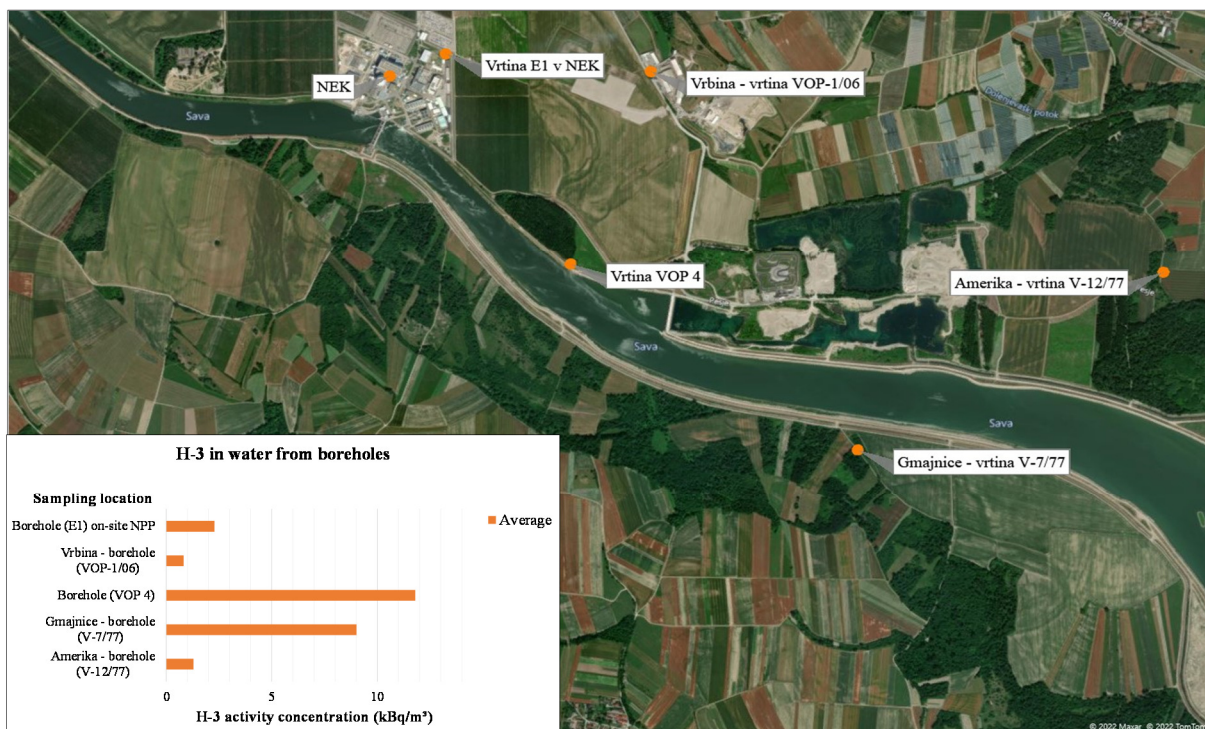 Pesje
NEK
Vrtina E1 v NEK
Vrbina - vrtina VOP-1/06
Sava
Vrtina VOP 4
Amerika - vrtina V-12/77
Sava
Sava
Gmajnice - vrtina V-7/77
H-3 in water from boreholes
Sampling location
Borehole (E1) on-site NPP
Average
Vrbina - borehole
(VOP-1/06)
Borehole (VOP 4)
Gmajnice - borehole
(V-7/77)
Amerika - borehole
(V-12/77)
0
5
10
H-3 activity concentration (kBq/m³)
© 2022 Maxar, © 2022 TomTom